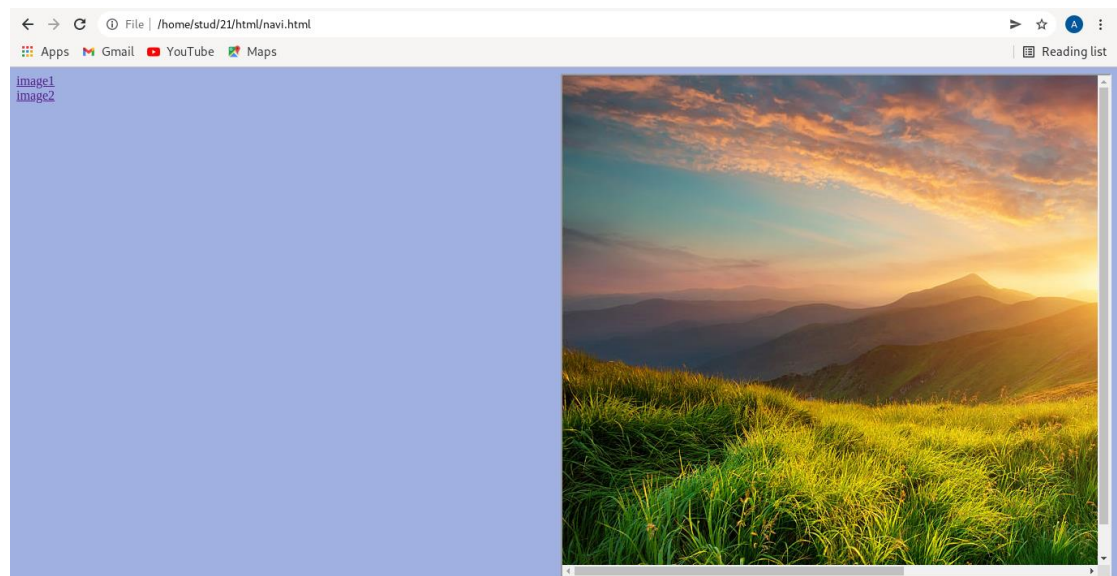 File | /home/stud/21/html/navi.html
A
Apps Gmail YouTube Maps Reading list
image1
image2